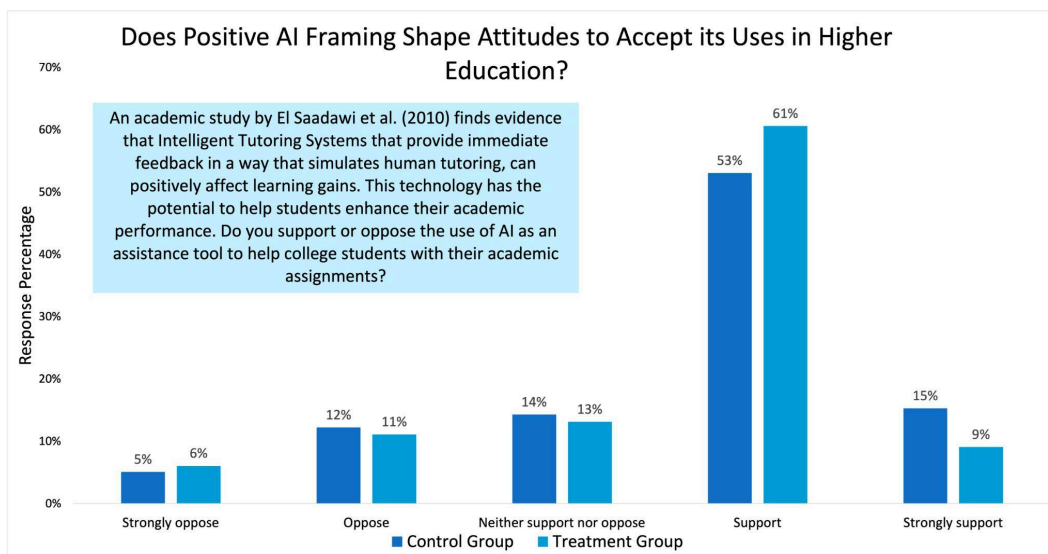 Does Positive AI Framing Shape Attitudes to Accept its Uses in Higher
Education?
70%
60%
50%
40%
30%
20%
10%
0%
Response Percentage
An academic study by El Saadawi et al. (2010) finds evidence
that Intelligent Tutoring Systems that provide immediate
feedback in a way that simulates human tutoring, can
positively affect learning gains. This technology has the
potential to help students enhance their academic
performance. Do you support or oppose the use of AI as an
assistance tool to help college students with their academic
assignments?
5%
6%
12%
11%
14%
13%
53%
61%
15%
9%
Strongly oppose
Oppose
Neither support nor oppose
Support
Strongly support
Control Group
Treatment Group